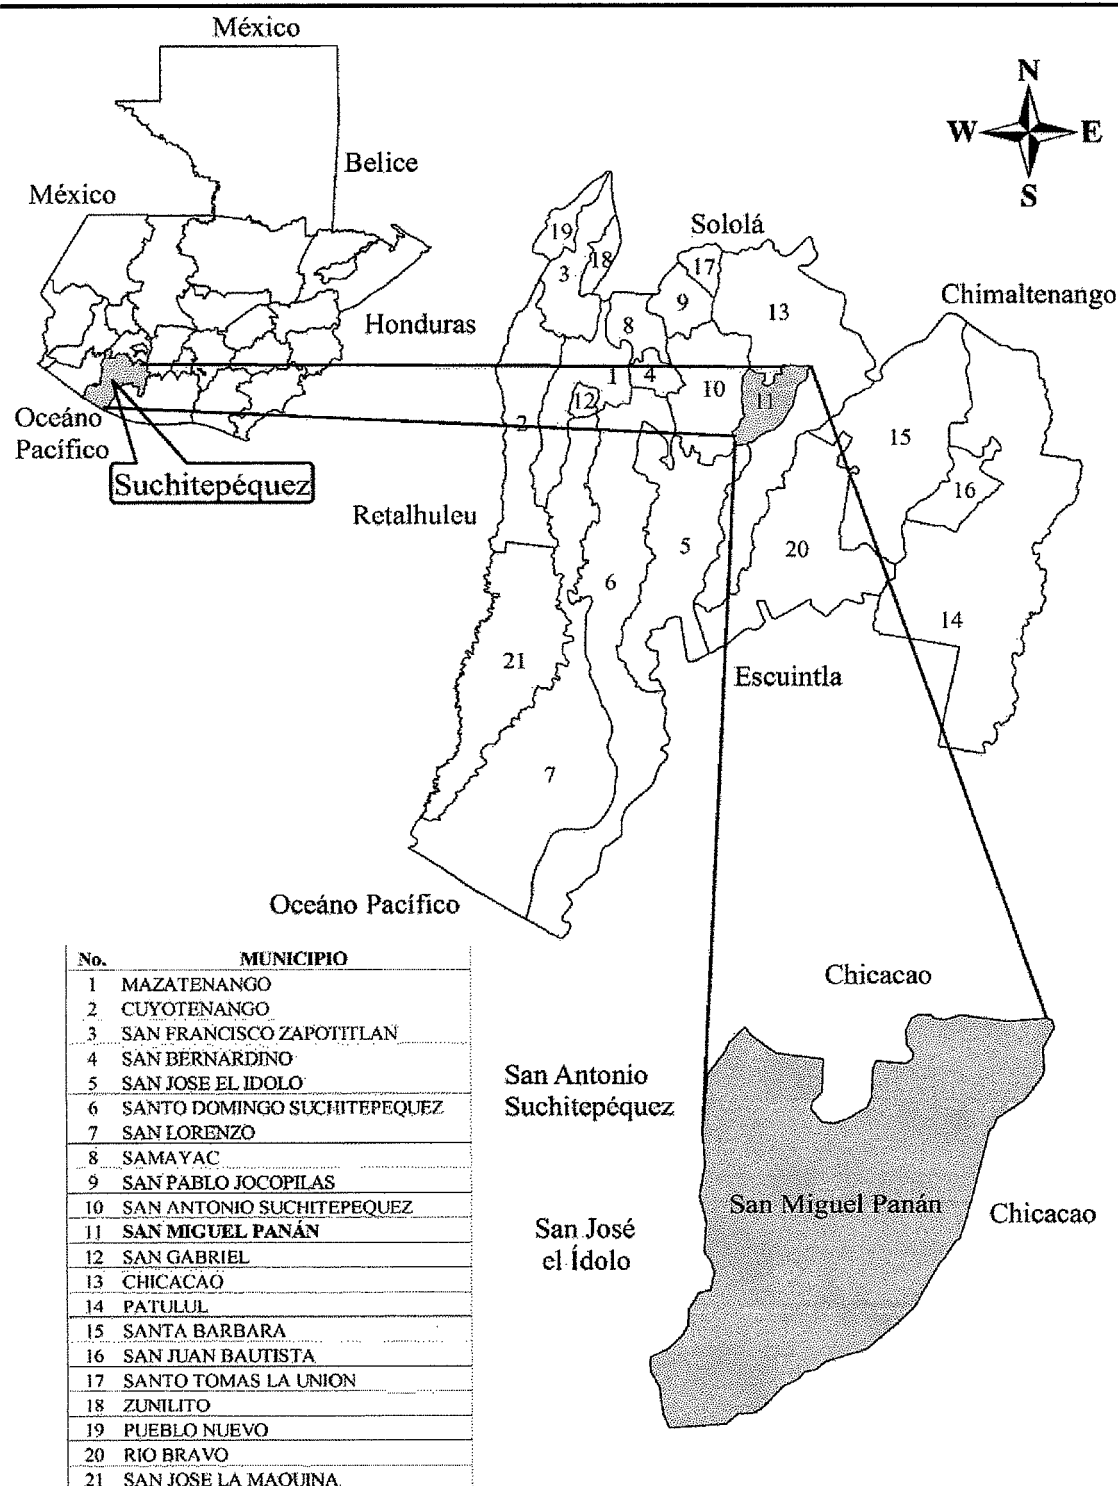 México
N
W
E
S
Belice
México
Sololá
19
18
17
3
9
13
Chimaltenango
8
Honduras
1
4
10
11
12
2
Oceáno
Pacífico
15
16
Suchitepéquez
Retalhuleu
5
20
6
14
21
Escuintla
7
Oceáno Pacífico
No. MUNICIPIO
1 MAZATENANGO
2 CUYOTENANGO
3 SAN FRANCISCO ZAPOTITLAN
4 SAN BERNARDINO
5 SAN JOSE EL IDOLO
6 SANTO DOMINGO SUCHITEPEQUEZ
7 SAN LORENZO
8 SAMAYAC
9 SAN PABLO JOCOPILAS
10 SAN ANTONIO SUCHITEPEQUEZ
11 SAN MIGUEL PANÁN
12 SAN GABRIEL
13 CHICACAO
14 PATULUL
15 SANTA BARBARA
16 SAN JUAN BAUTISTA
17 SANTO TOMAS LA UNION
18 ZUNILITO
19 PUEBLO NUEVO
20 RIO BRAVO
21 SAN JOSE LA MAQUINA
Chicacao
San Antonio
Suchitepéquez
San Miguel Panán
Chicacao
San José
el Ídolo